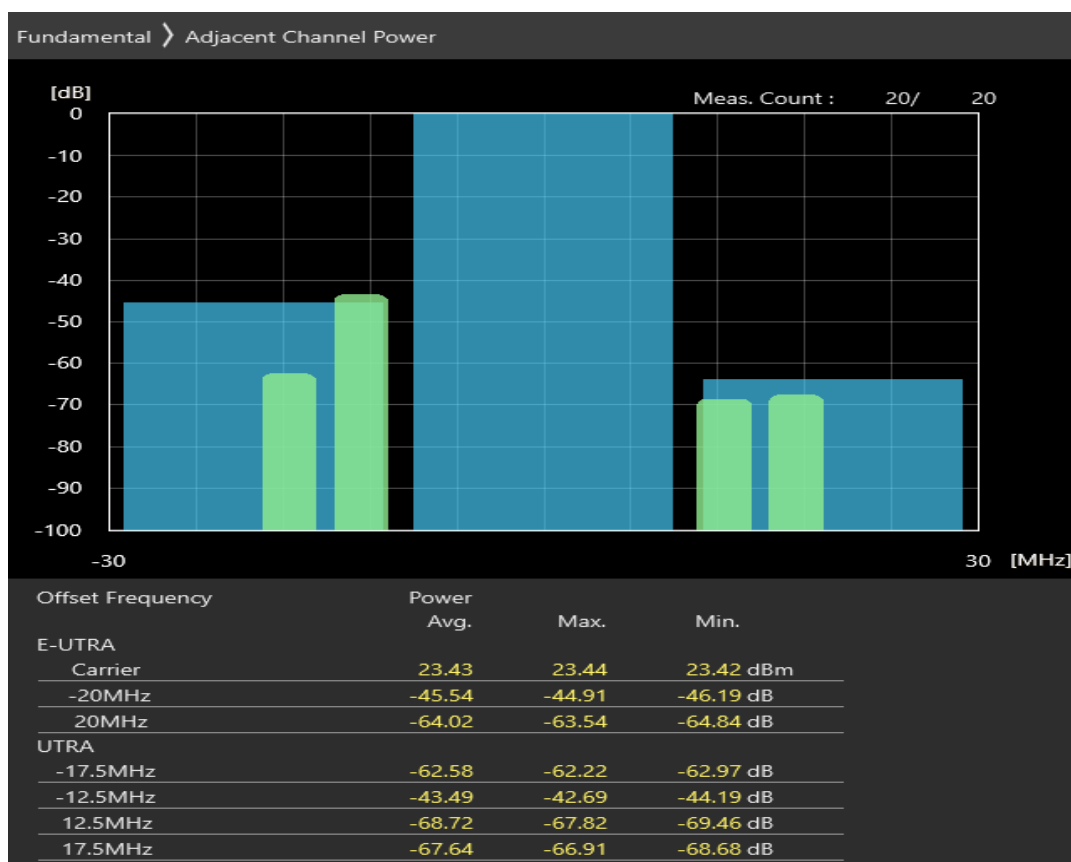 Fundamental 〉 Adjacent Channel Power
[dB]
Meas. Count : 20/ 20
0
-10
-20
-30
-40
-50
-60
-70
-80
-90
-100
-30 30 [MHz]
Offset Frequency Power
Avg. Max. Min.
E-UTRA
Carrier 23.43 23.44 23.42 dBm
-20MHz -45.54 -44.91 -46.19 dB
20MHz -64.02 -63.54 -64.84 dB
UTRA
-17.5MHz -62.58 -62.22 -62.97 dB
-12.5MHz -43.49 -42.69 -44.19 dB
12.5MHz -68.72 -67.82 -69.46 dB
17.5MHz -67.64 -66.91 -68.68 dB